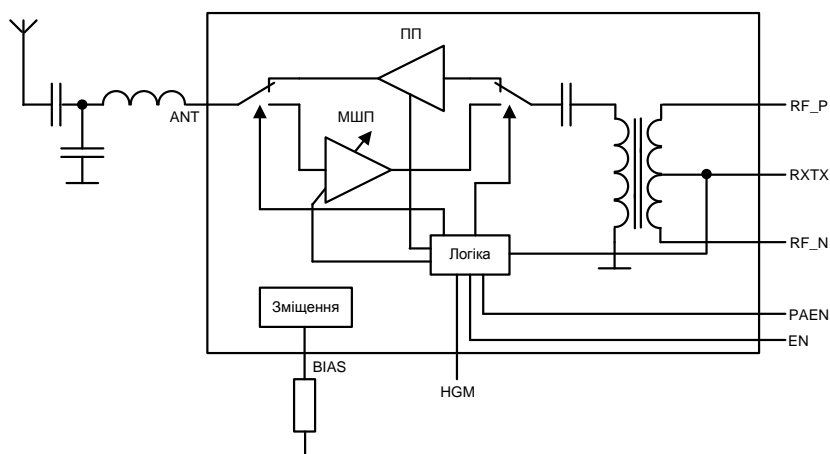 ПП
RF_P
ANT
МШП
RXTX
RF_N
Логіка
Зміщення
PAEN
EN
BIAS
HGM